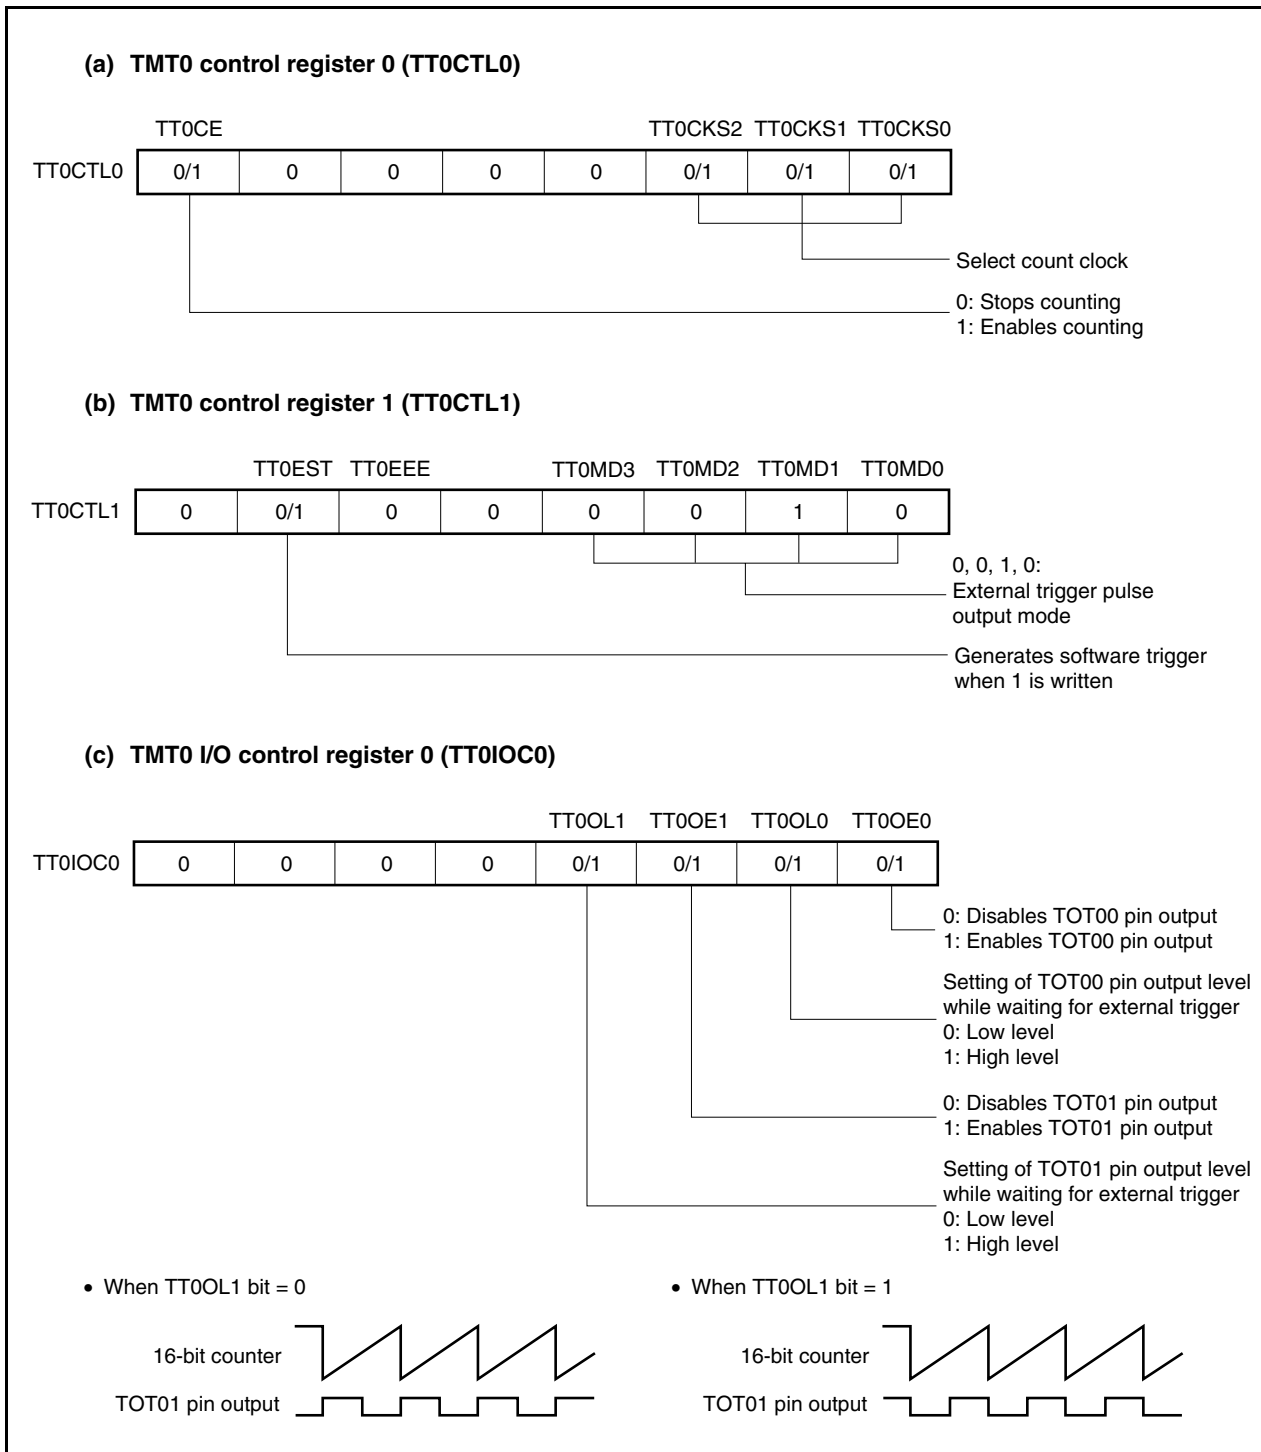 (a) TMT0 control register 0 (TT0CTL0)
TT0CE TT0CKS2 TT0CKS1 TT0CKS0
TT0CTL0 0/1 0 0 0 0 0/1 0/1 0/1
Select count clock
0: Stops counting
1: Enables counting
(b) TMT0 control register 1 (TT0CTL1)
TT0EST TT0EEE TT0MD3 TT0MD2 TT0MD1 TT0MD0
TT0CTL1 0 0/1 0 0 0 0 1 0
0, 0, 1, 0:
External trigger pulse
output mode
Generates software trigger
when 1 is written
(c) TMT0 I/O control register 0 (TT0IOC0)
TT0OL1 TT0OE1 TT0OL0 TT0OE0
TT0IOC0 0 0 0 0 0/1 0/1 0/1 0/1
0: Disables TOT00 pin output
1: Enables TOT00 pin output
Setting of TOT00 pin output level
while waiting for external trigger
0: Low level
1: High level
0: Disables TOT01 pin output
1: Enables TOT01 pin output
Setting of TOT01 pin output level
while waiting for external trigger
0: Low level
1: High level
• When TT0OL1 bit = 0
16-bit counter
TOT01 pin output
• When TT0OL1 bit = 1
16-bit counter
TOT01 pin output